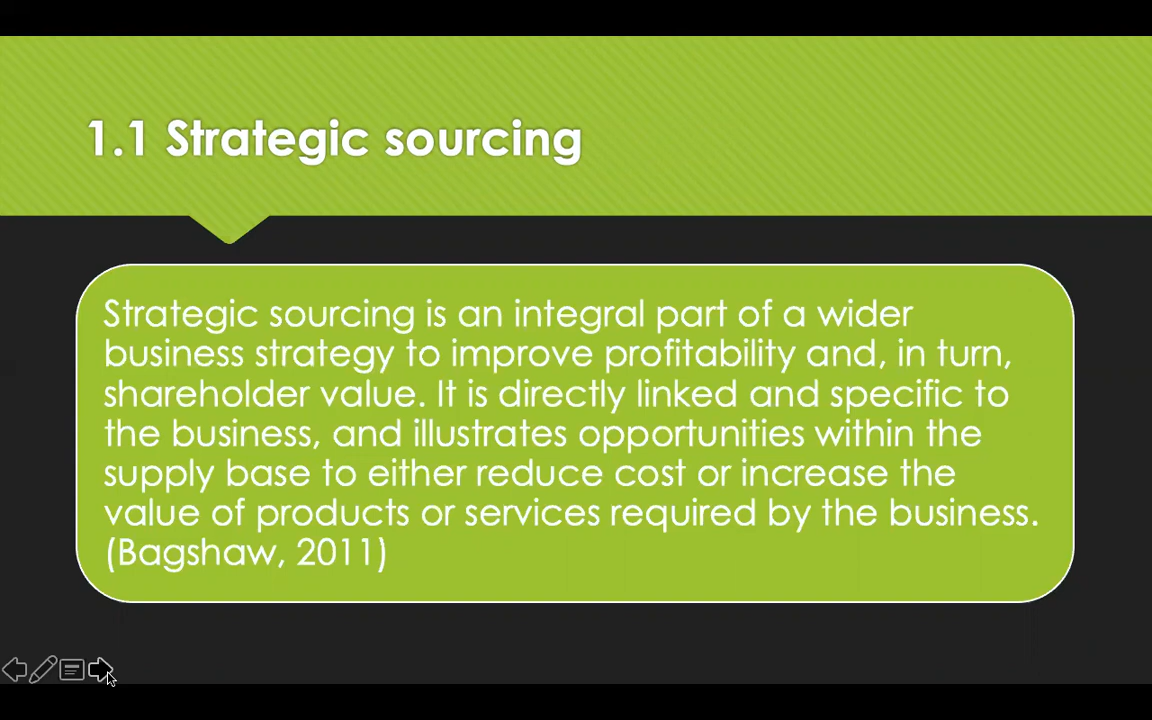 1.1 Strategic sourcing
Strategic sourcing is an integral part of a wider
business strategy to improve profitability and, in turn,
shareholder value. It is directly linked and specific to
the business, and illustrates opportunities within the
supply base to either reduce cost or increase the
value of products or services required by the business.
(Bagshaw, 2011)